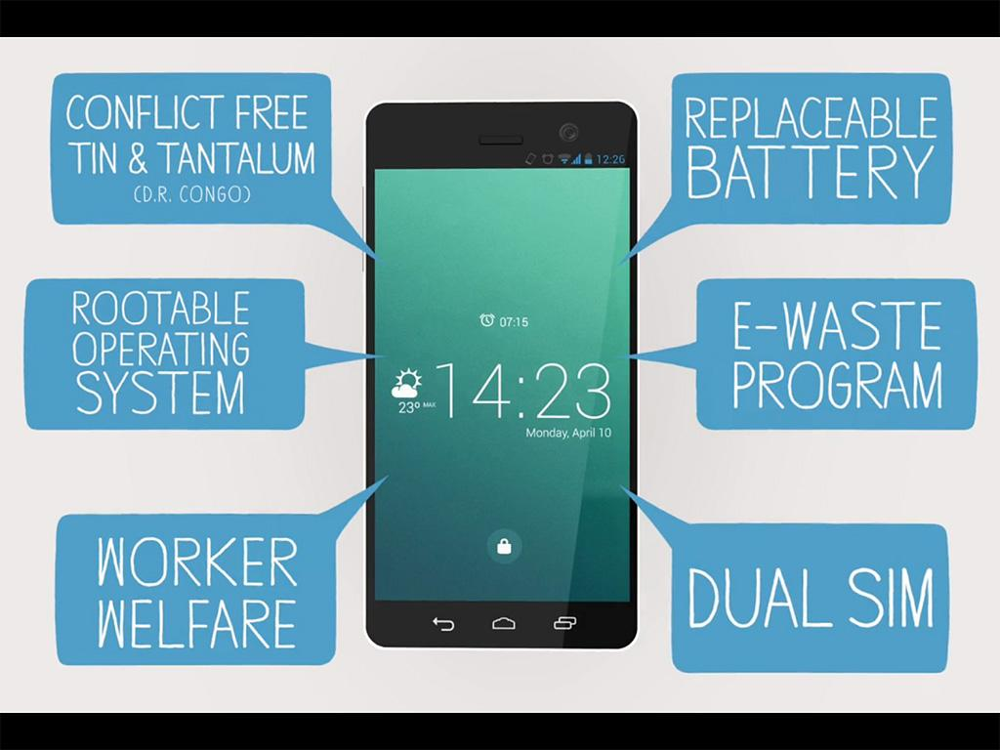 CONFLICT FREE
TIN & TANTALUM
(D.R. CONGO)
REPLACEABLE
BATTERY
12:26
ROOTABLE
OPERATING
SYSTEM
07:15
14:23
23° MAX
Monday, April 10
E-WASTE
PROGRAM
WORKER
WELFARE
DUAL SIM